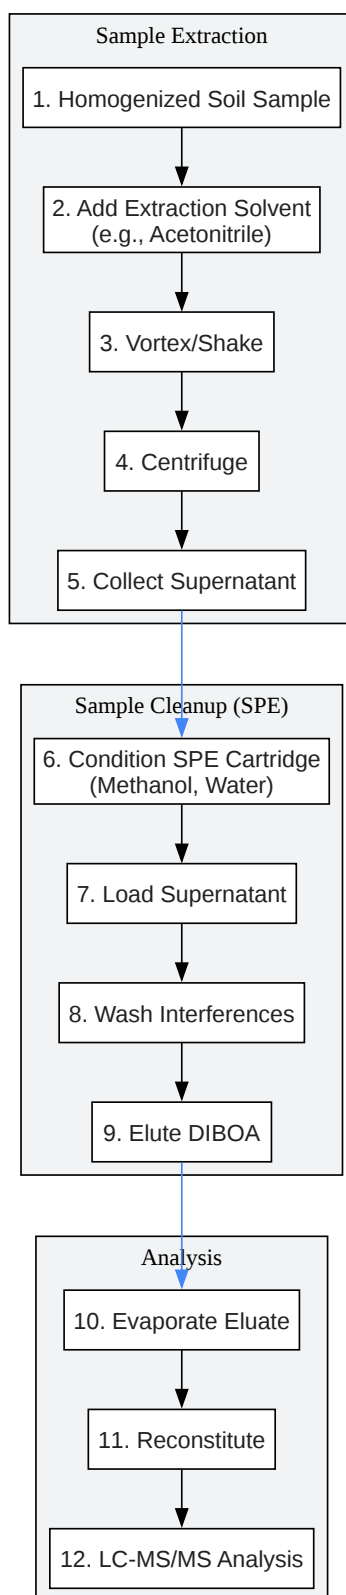 Sample Extraction
1. Homogenized Soil Sample
2. Add Extraction Solvent
(e.g., Acetonitrile)
3. Vortex/Shake
4. Centrifuge
5. Collect Supernatant
Sample Cleanup (SPE)
6. Condition SPE Cartridge
(Methanol, Water)
7. Load Supernatant
8. Wash Interferences
9. Elute DIBOA
Analysis
10. Evaporate Eluate
11. Reconstitute
12. LC-MS/MS Analysis